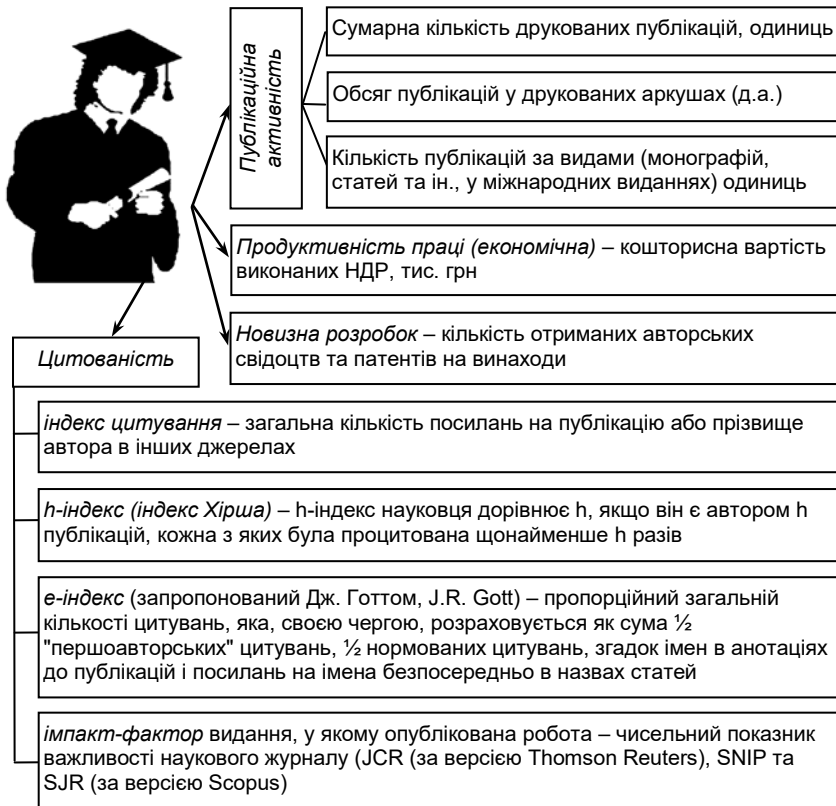 Публікаційна
активність
Сумарна кількість друкованих публікацій, одиниць
Обсяг публікацій у друкованих аркушах (д.а.)
Кількість публікацій за видами (монографій,
статей та ін., у міжнародних виданнях) одиниць
Продуктивність праці (економічна) – кошторисна вартість
виконаних НДР, тис. грн
Новизна розробок – кількість отриманих авторських
свідоцтв та патентів на винаходи
Цитованість
індекс цитування – загальна кількість посилань на публікацію або прізвище
автора в інших джерелах
h-індекс (індекс Хірша) – h-індекс науковця дорівнює h, якщо він є автором h
публікацій, кожна з яких була процитована щонайменше h разів
e-індекс (запропонований Дж. Готтом, J.R. Gott) – пропорційний загальній
кількості цитувань, яка, своєю чергою, розраховується як сума ½
"першоавторських" цитувань, ½ нормованих цитувань, згадок імен в анотаціях
до публікацій і посилань на імена безпосередньо в назвах статей
імпакт-фактор видання, у якому опублікована робота – чисельний показник
важливості наукового журналу (JCR (за версією Thomson Reuters), SNIP та
SJR (за версією Scopus)